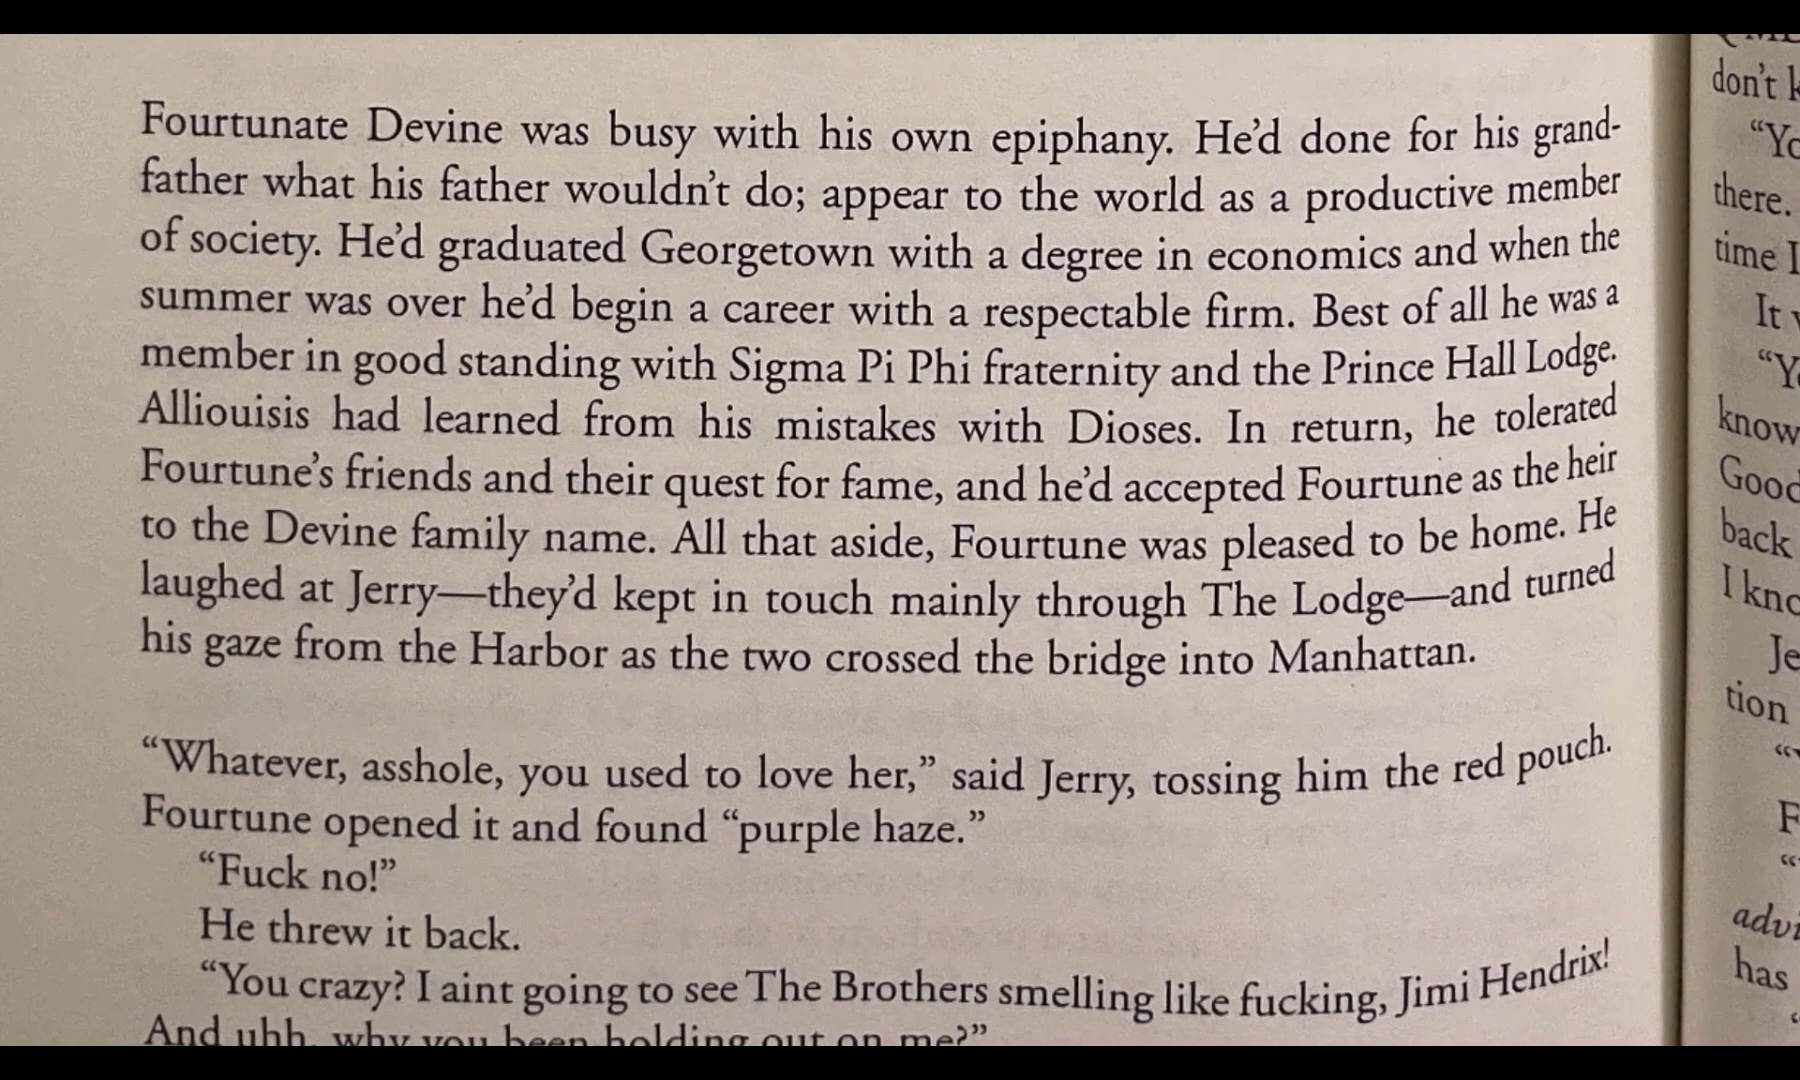 Fourtunate Devine was busy with his own epiphany. He'd done for his grand-
father what his father wouldn't do; appear to the world as a productive member
of society. He'd graduated Georgetown with a degree in economics and when the
summer was over he'd begin a career with a respectable firm. Best of all he was a
member in good standing with Sigma Pi Phi fraternity and the Prince Hall Lodge.
Alliouisis had learned from his mistakes with Dioses. In return, he tolerated
Fourtune's friends and their quest for fame, and he'd accepted Fourtune as the heir
to the Devine family name. All that aside, Fourtune was pleased to be home. He
laughed at Jerry—they'd kept in touch mainly through The Lodge—and turned
his gaze from the Harbor as the two crossed the bridge into Manhattan.
“Whatever, asshole, you used to love her,” said Jerry, tossing him the red pouch.
Fourtune opened it and found “purple haze.”
“Fuck no!”
He threw it back.
“You crazy? I aint going to see The Brothers smelling like fucking, Jimi Hendrix!
And uhh, why you been holding out on me?”
don't
there.
time I
It
know
Good
back
I
tion
has